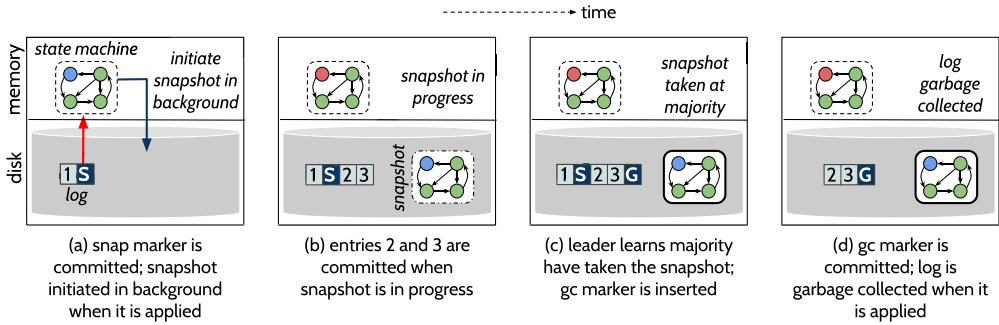 time
memory
disk
state machine
initiate
snapshot in
background
1 S
log
(a) snap marker is
committed; snapshot
initiated in background
when it is applied
snapshot in
progress
1 S 2 3
snapshot
(b) entries 2 and 3 are
committed when
snapshot is in progress
snapshot
taken at
majority
1 S 2 3 G
(c) leader learns majority
have taken the snapshot;
gc marker is inserted
log
garbage
collected
2 3 G
(d) gc marker is
committed; log is
garbage collected when it
is applied